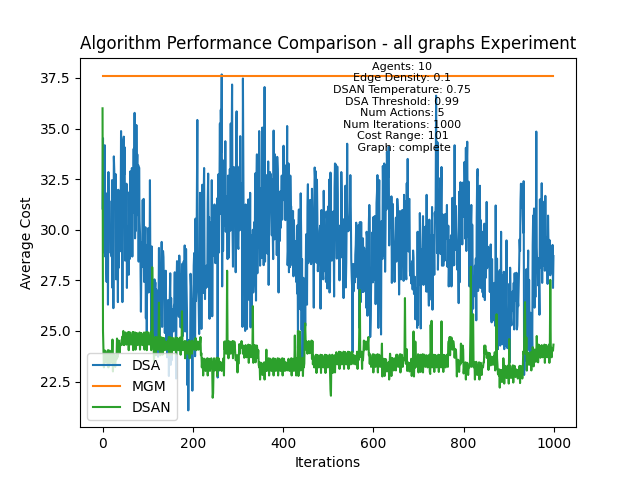 Algorithm Performance Comparison - all graphs Experiment
Agents: 10
Edge Density: 0.1
DSAN Temperature: 0.75
DSA Threshold: 0.99
Num Actions: 5
Num Iterations: 1000
Cost Range: 101
Graph: complete
37.5
35.0
32.5
30.0
27.5
25.0
22.5
Average Cost
DSA
MGM
DSAN
0 200 400 600 800 1000
Iterations